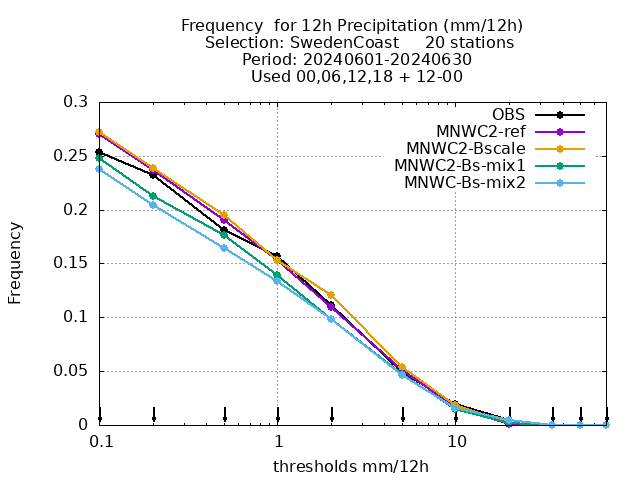 Frequency  for 12h Precipitation (mm/12h)
Selection: SwedenCoast     20 stations
Period: 20240601-20240630
Used 00,06,12,18 + 12-00
OBS
MNWC2-ref
MNWC2-Bscale
MNWC2-Bs-mix1
MNWC-Bs-mix2
0.3
0.25
0.2
0.15
0.1
0.05
0
Frequency
0.1 1 10
thresholds mm/12h